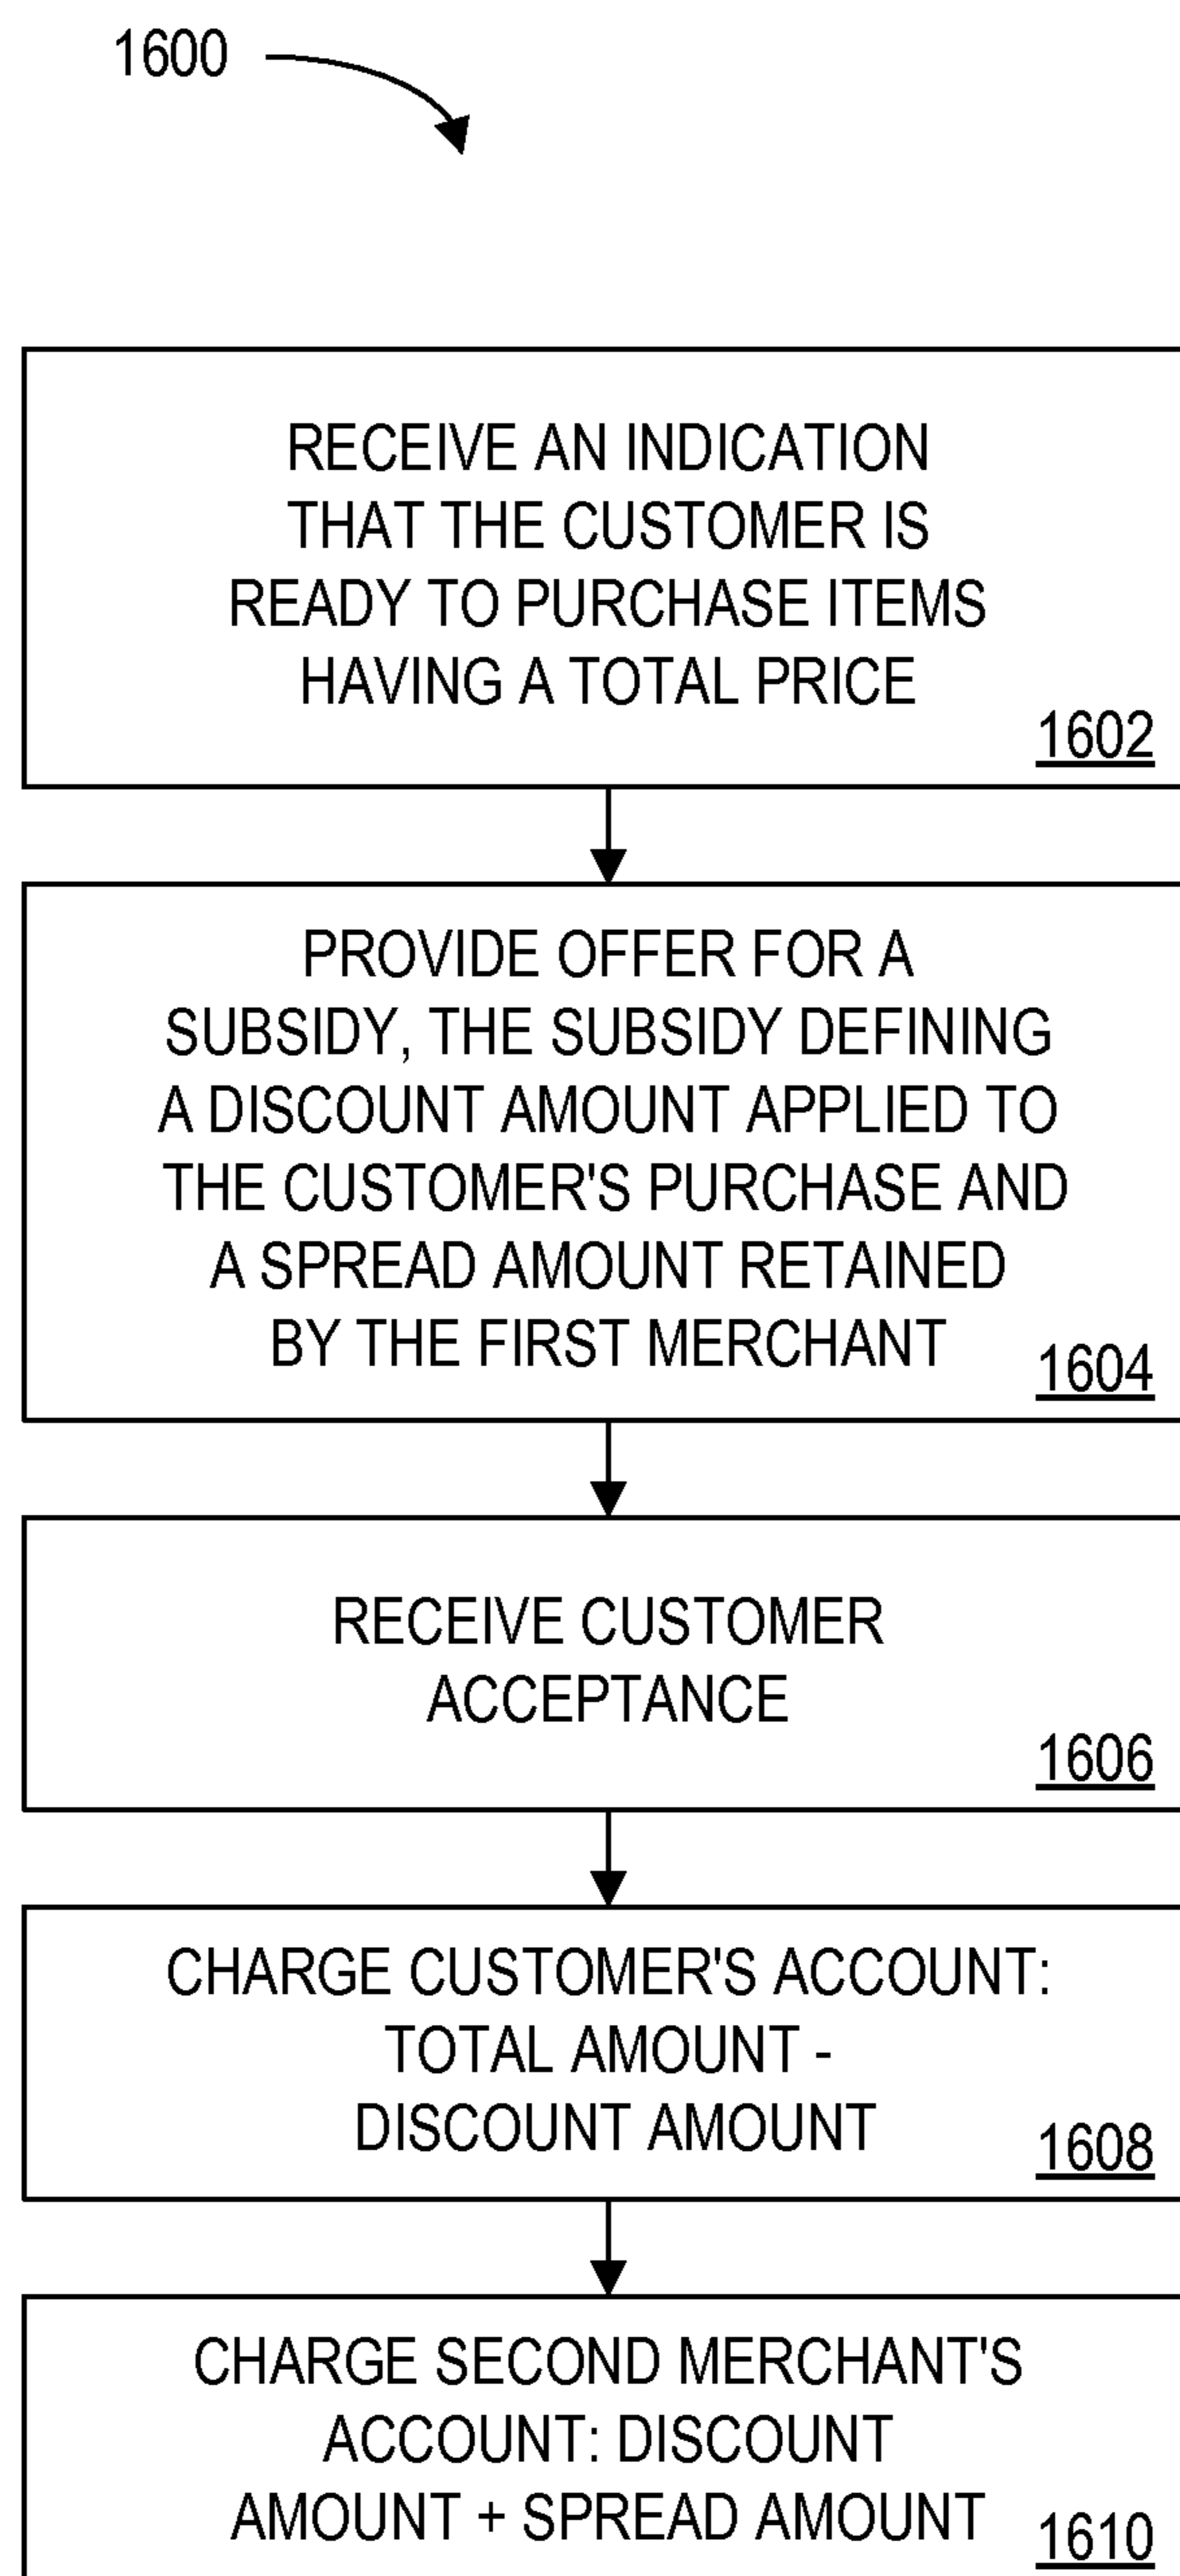 1600
RECEIVE AN INDICATION
THAT THE CUSTOMER IS
READY TO PURCHASE ITEMS
HAVING A TOTAL PRICE
1602
PROVIDE OFFER FOR A
SUBSIDY, THE SUBSIDY DEFINING
A DISCOUNT AMOUNT APPLIED TO
THE CUSTOMER'S PURCHASE AND
A SPREAD AMOUNT RETAINED
BY THE FIRST MERCHANT
1604
RECEIVE CUSTOMER
ACCEPTANCE
1606
CHARGE CUSTOMER'S ACCOUNT:
TOTAL AMOUNT -
DISCOUNT AMOUNT
1608
CHARGE SECOND MERCHANT'S
ACCOUNT: DISCOUNT
AMOUNT + SPREAD AMOUNT
1610